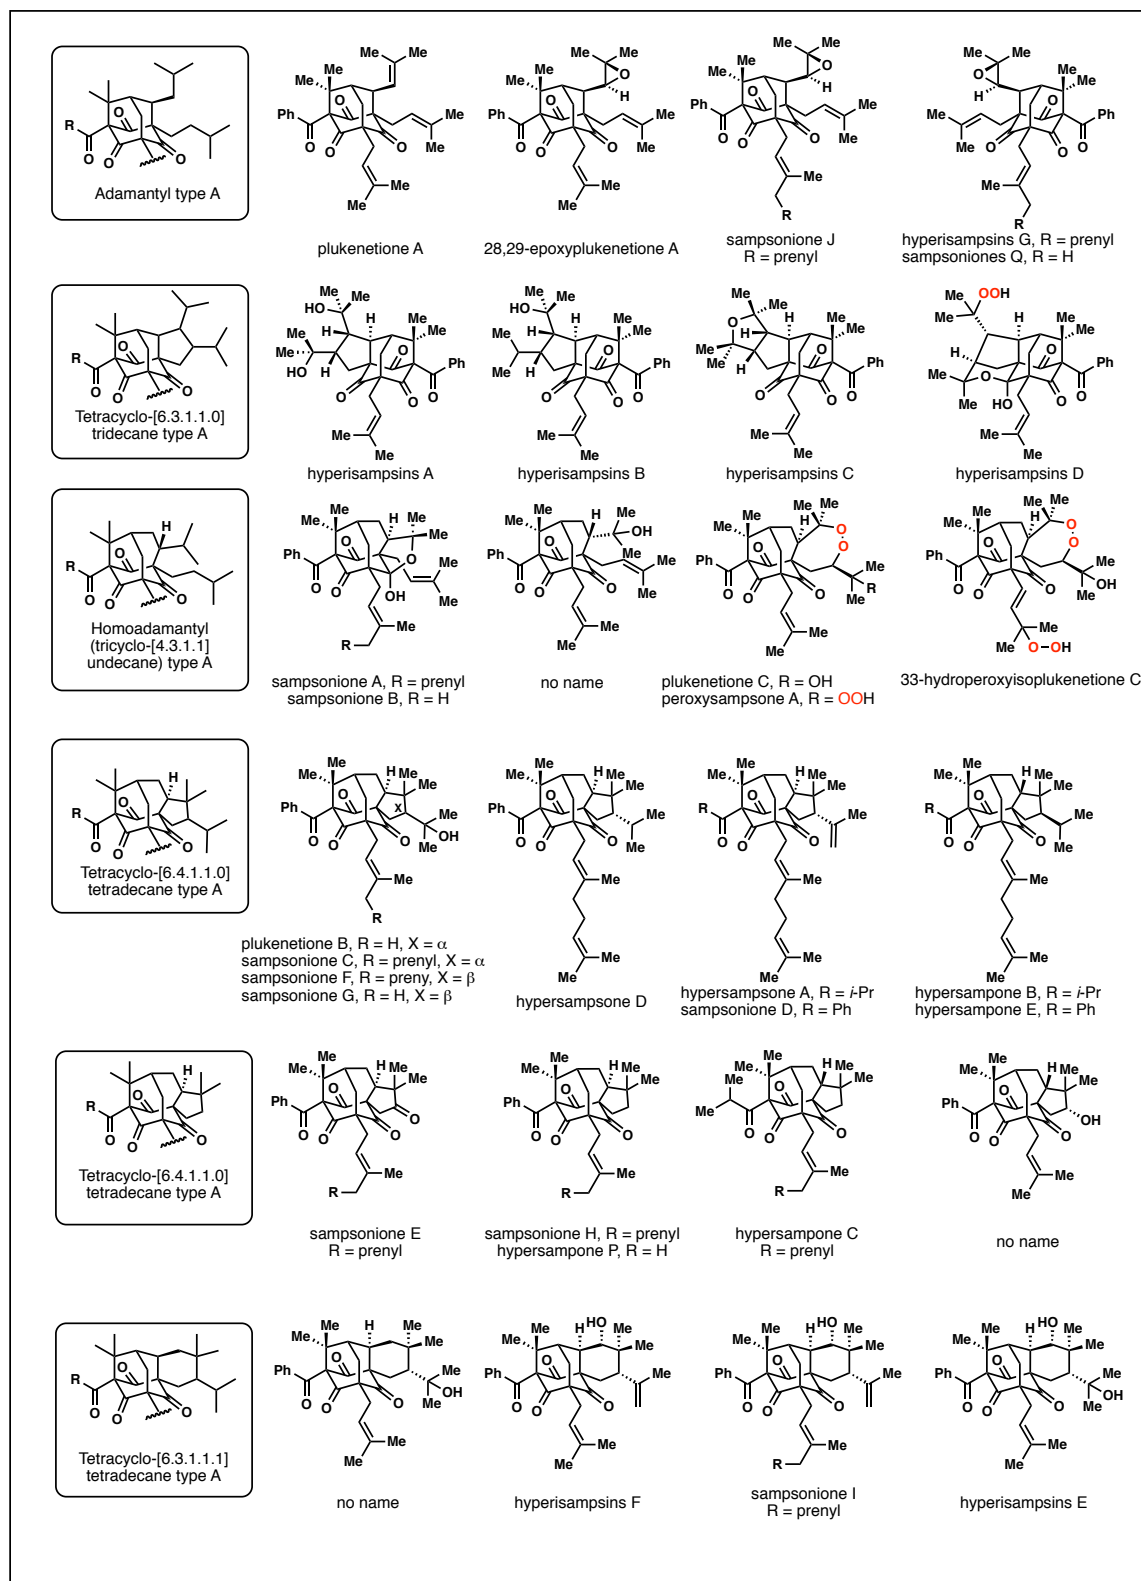 Adamantyl type A
plukenetione A
28,29-epoxyplukenetione A
sampsonione J
R = prenyl
hyperisampsins G, R = prenyl
sampsoniones Q, R = H
Tetracyclo-[6.3.1.1.0]
tridecane type A
hyperisampsins A
hyperisampsins B
hyperisampsins C
hyperisampsins D
Homoadamantyl
(tricyclo-[4.3.1.1]
undecane) type A
sampsonione A, R = prenyl
sampsonione B, R = H
no name
plukenetione C, R = OH
peroxysampsone A, R = OOH
33-hydroperoxyisoplukenetione C
Tetracyclo-[6.4.1.1.0]
tetradecane type A
plukenetione B, R = H, X = α
sampsonione C, R = prenyl, X = α
sampsonione F, R = preny, X = β
sampsonione G, R = H, X = β
hypersampsone D
hypersampsone A, R = i-Pr
sampsonione D, R = Ph
hypersampone B, R = i-Pr
hypersampone E, R = Ph
Tetracyclo-[6.4.1.1.0]
tetradecane type A
sampsonione E
R = prenyl
sampsonione H, R = prenyl
hypersampone P, R = H
hypersampone C
R = prenyl
no name
Tetracyclo-[6.3.1.1.1]
tetradecane type A
no name
hyperisampsins F
sampsonione I
R = prenyl
hyperisampsins E